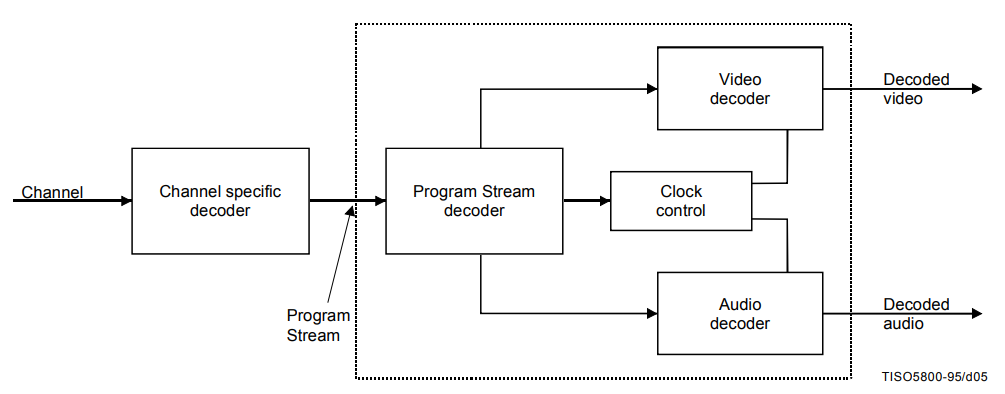 Channel
Channel specific
decoder
Program
Stream
Program Stream
decoder
Video
decoder
Clock
control
Audio
decoder
Decoded
video
Decoded
audio
TISO5800-95/d05